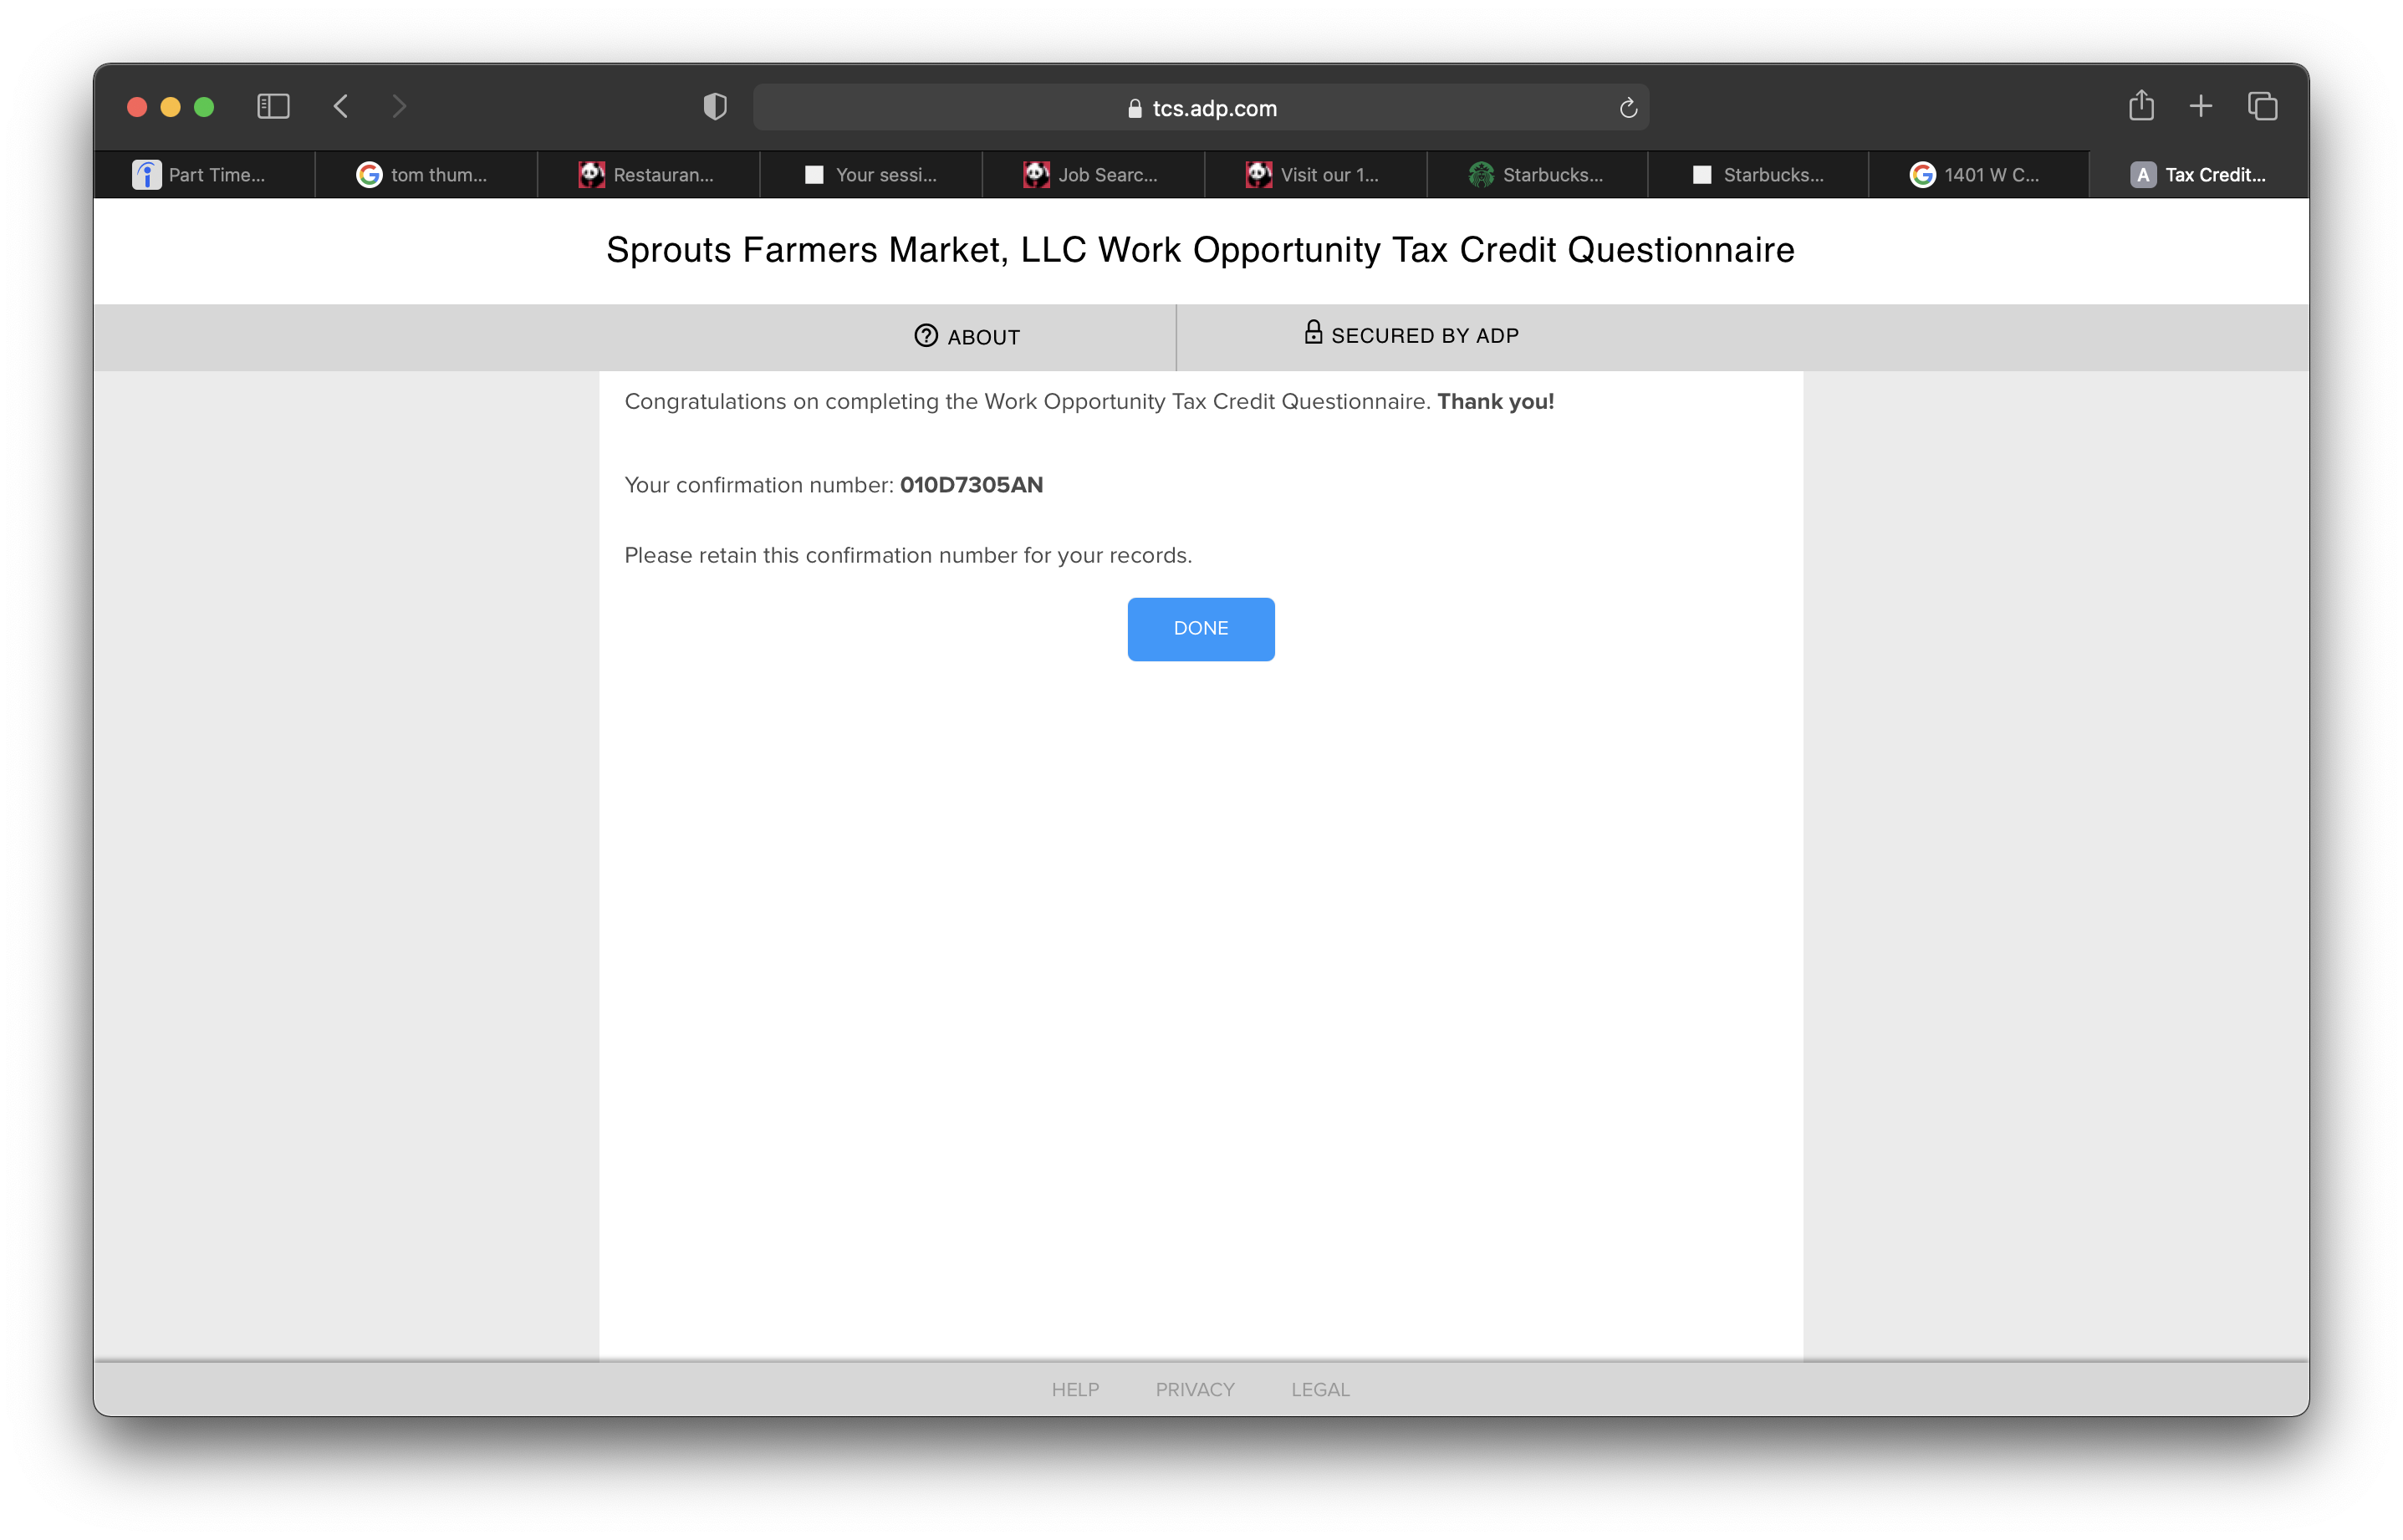 tcs.adp.com
Part Time...
tom thum...
Restauran...
Your sessi...
Job Searc...
Visit our 1...
Starbucks...
Starbucks...
1401 W C...
A Tax Credit...
Sprouts Farmers Market, LLC Work Opportunity Tax Credit Questionnaire
ABOUT
SECURED BY ADP
Congratulations on completing the Work Opportunity Tax Credit Questionnaire. Thank you!
Your confirmation number: 010D7305AN
Please retain this confirmation number for your records.
DONE
HELP PRIVACY LEGAL